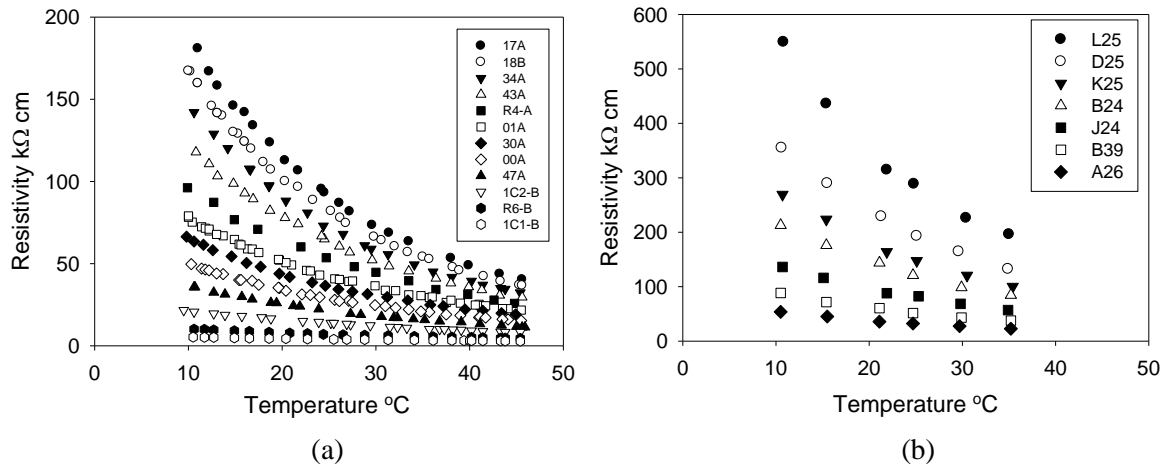 200
150
100
50
0
Resistivity kΩ cm
17A
18B
34A
43A
R4-A
01A
30A
00A
47A
1C2-B
R6-B
1C1-B
0 10 20 30 40 50
Temperature ºC
(a)
600
500
400
300
200
100
0
Resistivity kΩ cm
L25
D25
K25
B24
J24
B39
A26
0 10 20 30 40 50
Temperature ºC
(b)